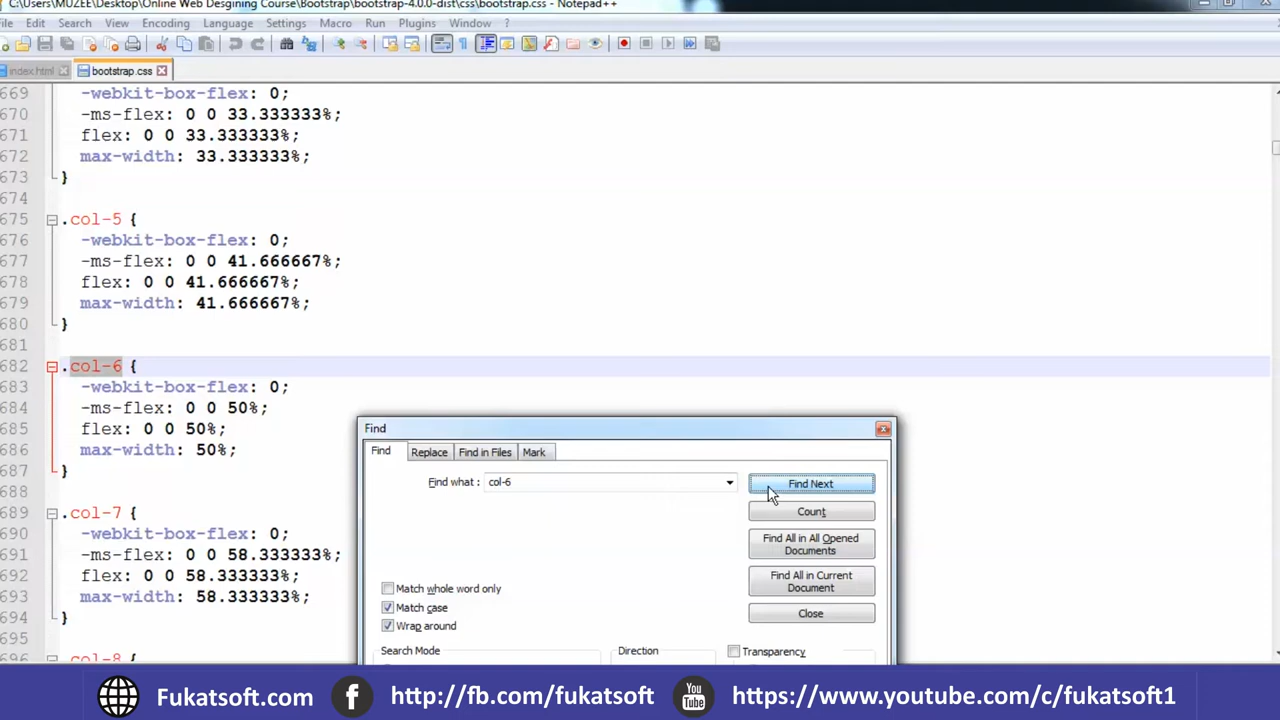 C:\Users\MUZEE\Desktop\Online Web Desgining Course\Bootstrap\bootstrap-4.0.0-dist\css\bootstrap.css - Notepad++
File Edit Search View Encoding Language Settings Macro Run Plugins Window ?
index.html bootstrap.css
669 -webkit-box-flex: 0;
670 -ms-flex: 0 0 33.333333%;
671 flex: 0 0 33.333333%;
672 max-width: 33.333333%;
673 }
674
675 .col-5 {
676 -webkit-box-flex: 0;
677 -ms-flex: 0 0 41.666667%;
678 flex: 0 0 41.666667%;
679 max-width: 41.666667%;
680 }
681
682 .col-6 {
683 -webkit-box-flex: 0;
684 -ms-flex: 0 0 50%;
685 flex: 0 0 50%;
686 max-width: 50%;
687 }
688
689 .col-7 {
690 -webkit-box-flex: 0;
691 -ms-flex: 0 0 58.333333%;
692 flex: 0 0 58.333333%;
693 max-width: 58.333333%;
694 }
695
696 .col-8 {
Find
Find Replace Find in Files Mark
Find what : col-6 Find Next
Count
Find All in All Opened
Documents
Find All in Current
Document
Close
Match whole word only
Match case
Wrap around
Search Mode Direction Transparency
Fukatsoft.com http://fb.com/fukatsoft You Tube https://www.youtube.com/c/fukatsoft1